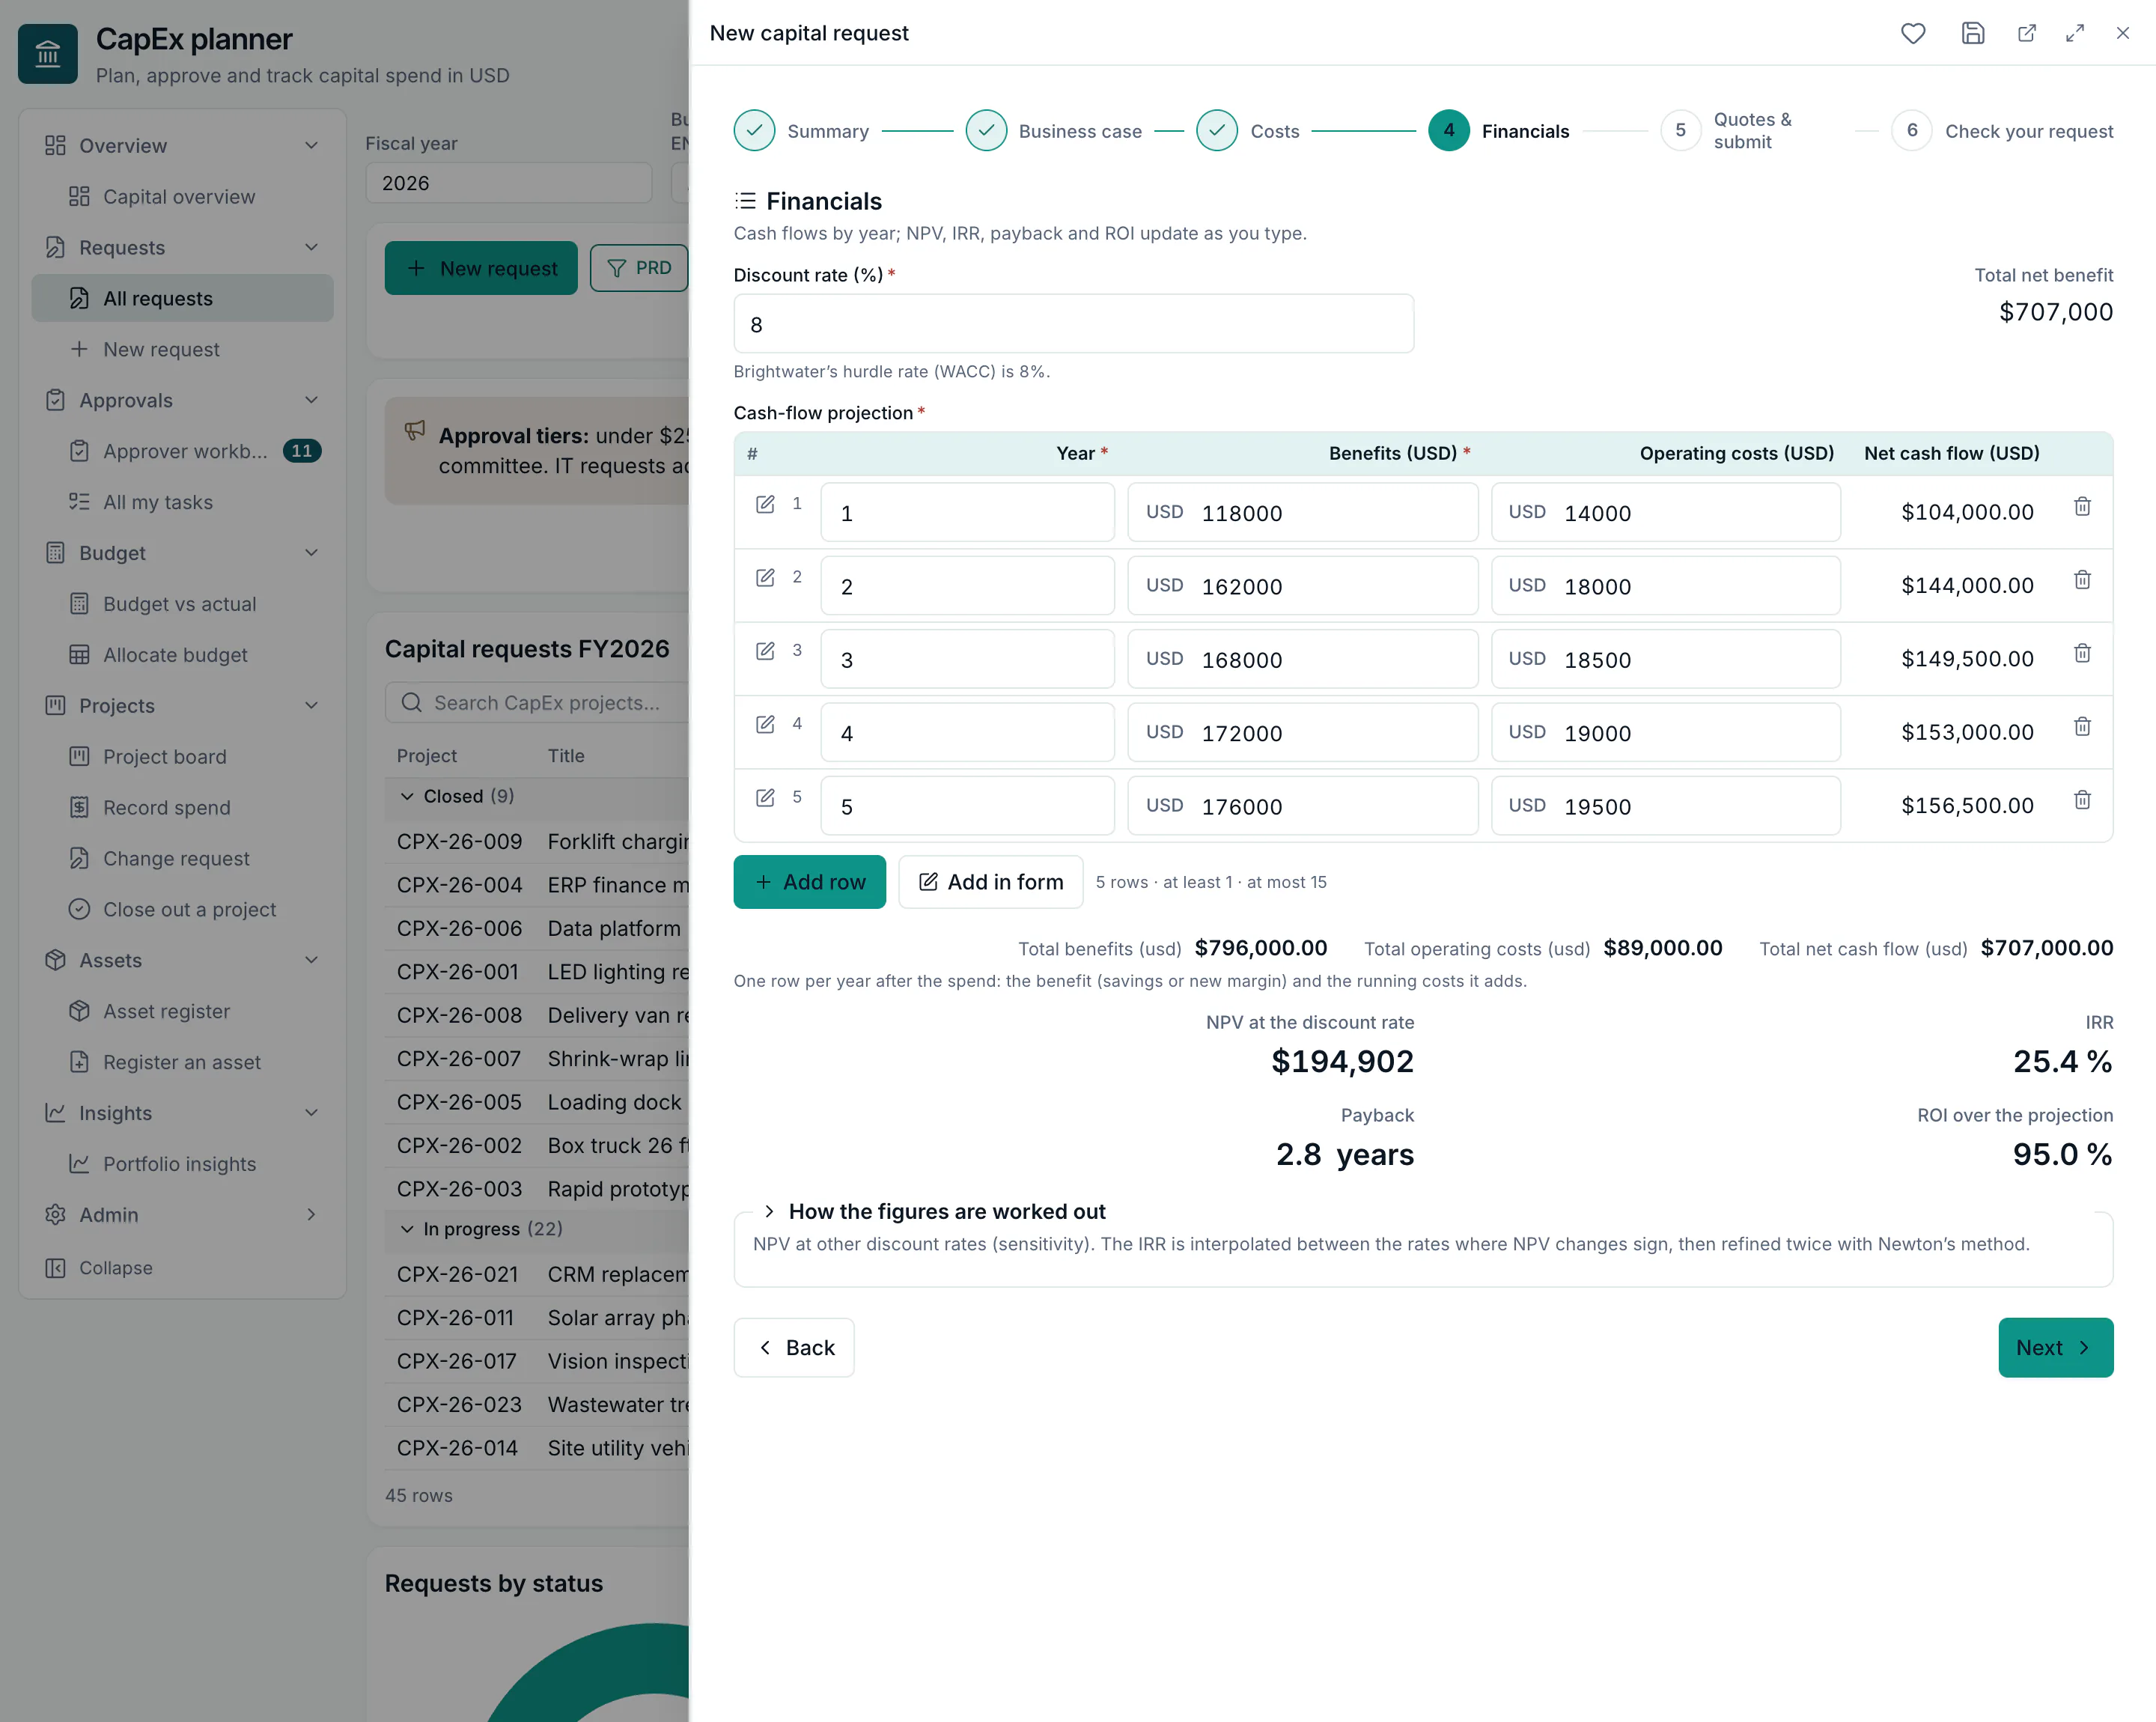 CapEx planner
Plan, approve and track capital spend in USD
Overview
Capital overview
Requests
All requests
New request
Approvals
Approver workb... 11
All my tasks
Budget
Budget vs actual
Allocate budget
Projects
Project board
Record spend
Change request
Close out a project
Assets
Asset register
Register an asset
Insights
Portfolio insights
Admin
Collapse
Fiscal year
2026
New request
PRD
Approval tiers: under
committee. IT requests
Capital requests FY2026
Search CapEx projects...
Project Title
Closed (9)
CPX-26-009 Forklift
CPX-26-004 ERP finance
CPX-26-006 Data platform
CPX-26-001 LED lighting
CPX-26-008 Delivery van
CPX-26-007 Shrink-wrap
CPX-26-005 Loading dock
CPX-26-002 Box truck 26
CPX-26-003 Rapid
In progress (22)
CPX-26-021 CRM
CPX-26-011 Solar array
CPX-26-017 Vision
CPX-26-023 Wastewater
CPX-26-014 Site utility
45 rows
Requests by status
New capital request
Summary
Business case
Costs
4 Financials
5 Quotes & submit
6 Check your request
Financials
Cash flows by year; NPV, IRR, payback and ROI update as you type.
Discount rate (%) *
8
Brightwater’s hurdle rate (WACC) is 8%.
Total net benefit
$707,000
Cash-flow projection *
# Year * Benefits (USD) * Operating costs (USD) Net cash flow (USD)
1 1 USD 118000 USD 14000 $104,000.00
2 2 USD 162000 USD 18000 $144,000.00
3 3 USD 168000 USD 18500 $149,500.00
4 4 USD 172000 USD 19000 $153,000.00
5 5 USD 176000 USD 19500 $156,500.00
Add row
Add in form
5 rows · at least 1 · at most 15
Total benefits (usd) $796,000.00 Total operating costs (usd) $89,000.00 Total net cash flow (usd) $707,000.00
One row per year after the spend: the benefit (savings or new margin) and the running costs it adds.
NPV at the discount rate
$194,902
IRR
25.4 %
Payback
2.8 years
ROI over the projection
95.0 %
How the figures are worked out
NPV at other discount rates (sensitivity). The IRR is interpolated between the rates where NPV changes sign, then refined twice with Newton’s method.
Back
Next